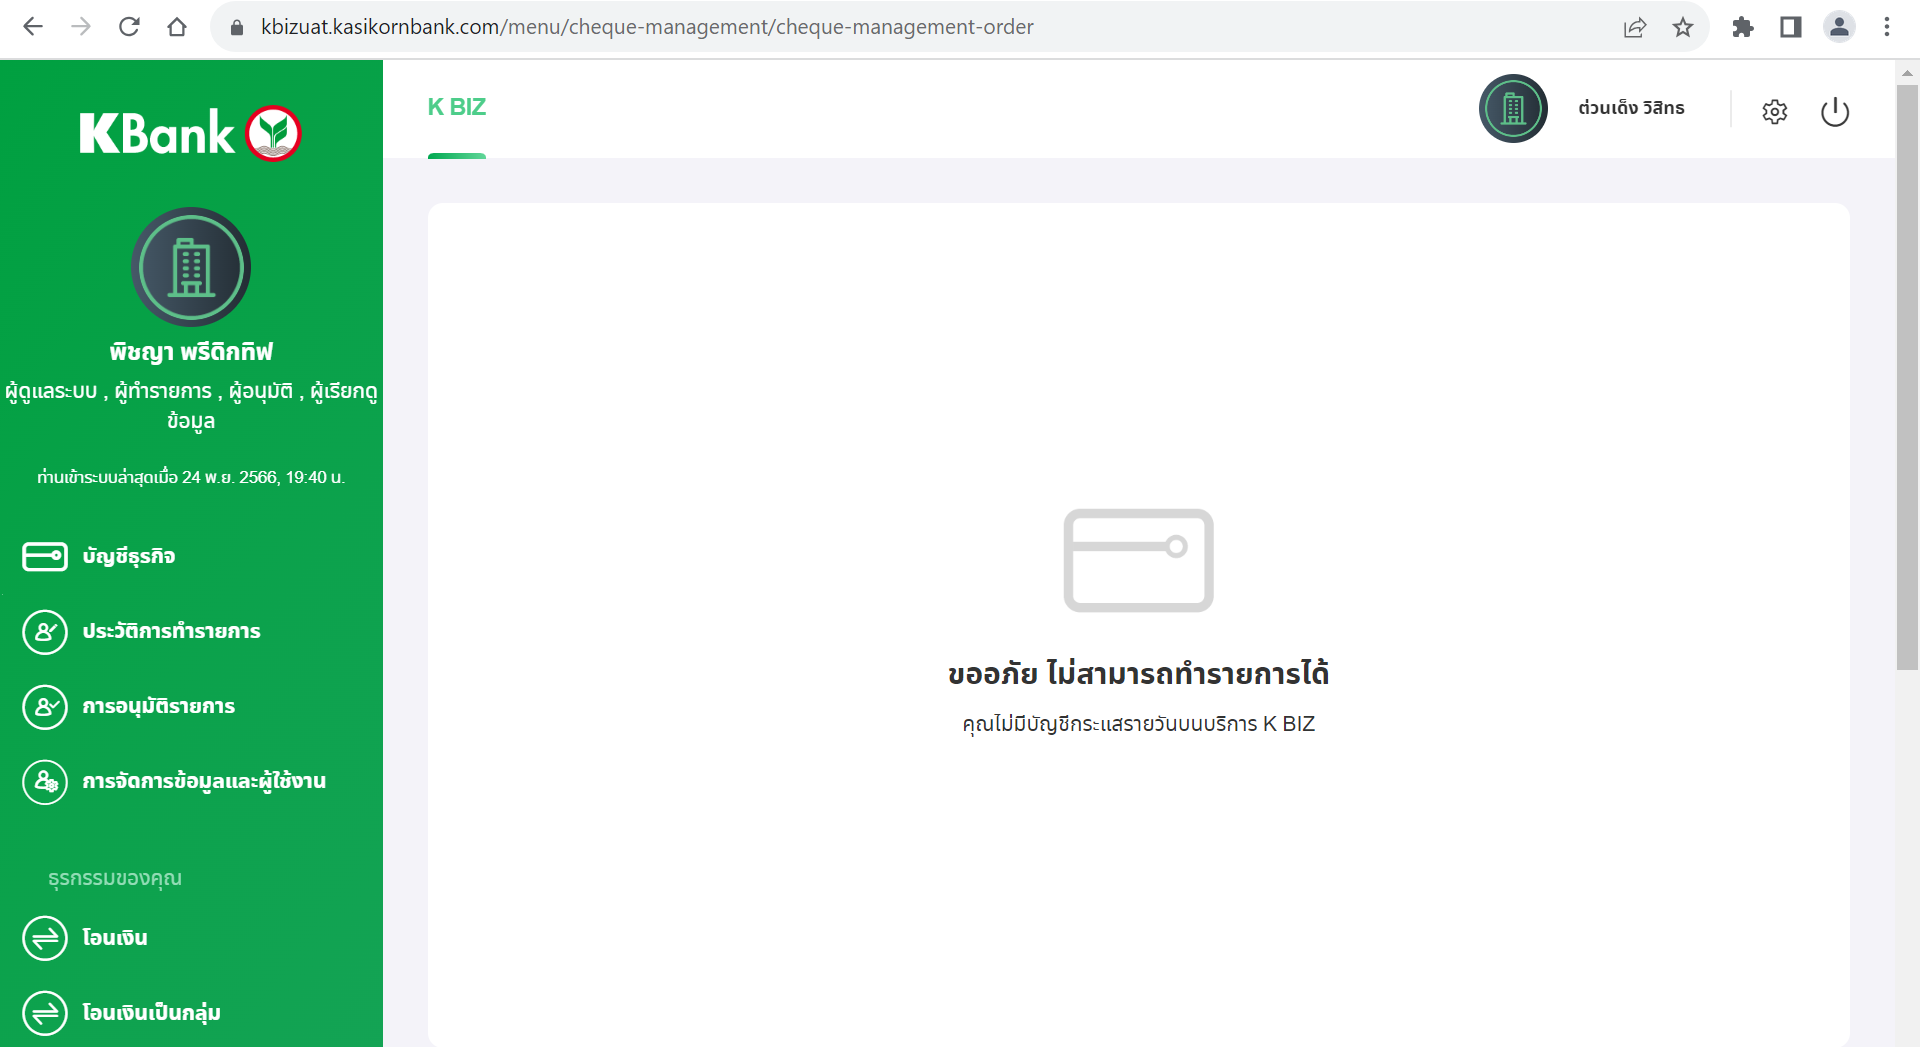 kbizuat.kasikornbank.com/menu/cheque-management/cheque-management-order
KBank
K BIZ
ต่วนเด็ง วิสิทธ
พิชญา พรีดิกทิฟ
ผู้ดูแลระบบ , ผู้ทำรายการ , ผู้อนุมัติ , ผู้เรียกดู
ข้อมูล
ท่านเข้าระบบล่าสุดเมื่อ 24 พ.ย. 2566, 19:40 น.
บัญชีธุรกิจ
ประวัติการทำรายการ
การอนุมัติรายการ
การจัดการข้อมูลและผู้ใช้งาน
ธุรกรรมของคุณ
โอนเงิน
โอนเงินเป็นกลุ่ม
ขออภัย ไม่สามารถทำรายการได้
คุณไม่มีบัญชีกระแสรายวันบนบริการ K BIZ